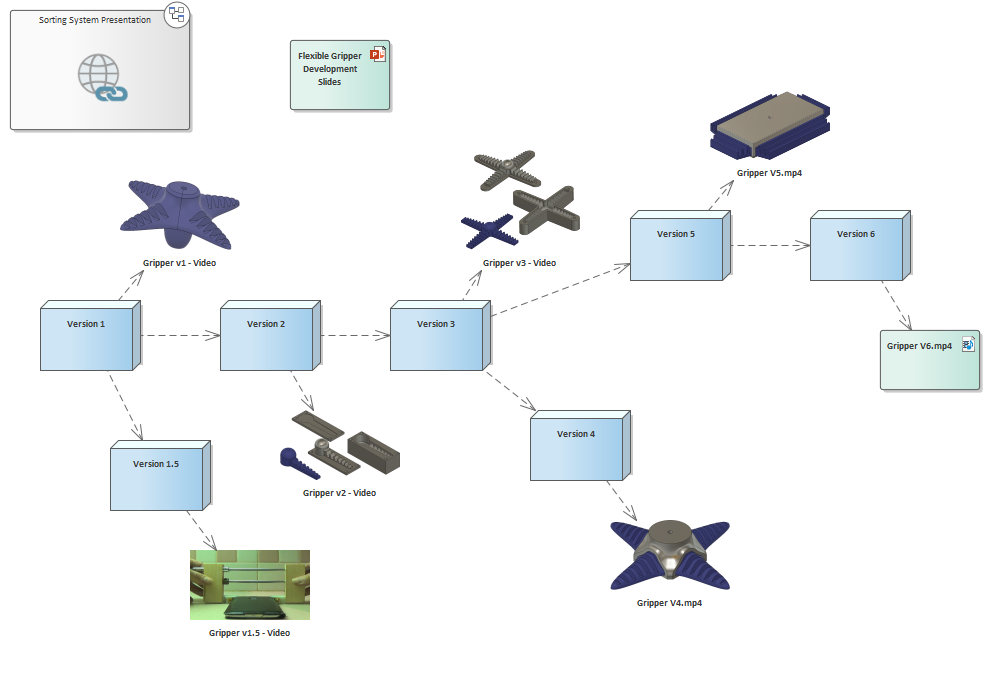 Sorting System Presentation
Flexible Gripper
Development
Slides
Gripper V5.mp4
Gripper v1 - Video
Gripper v3 - Video
Version 5
Version 6
Version 1
Version 2
Version 3
Gripper V6.mp4
Version 4
Version 1.5
Gripper v2 - Video
Gripper V4.mp4
Gripper v1.5 - Video